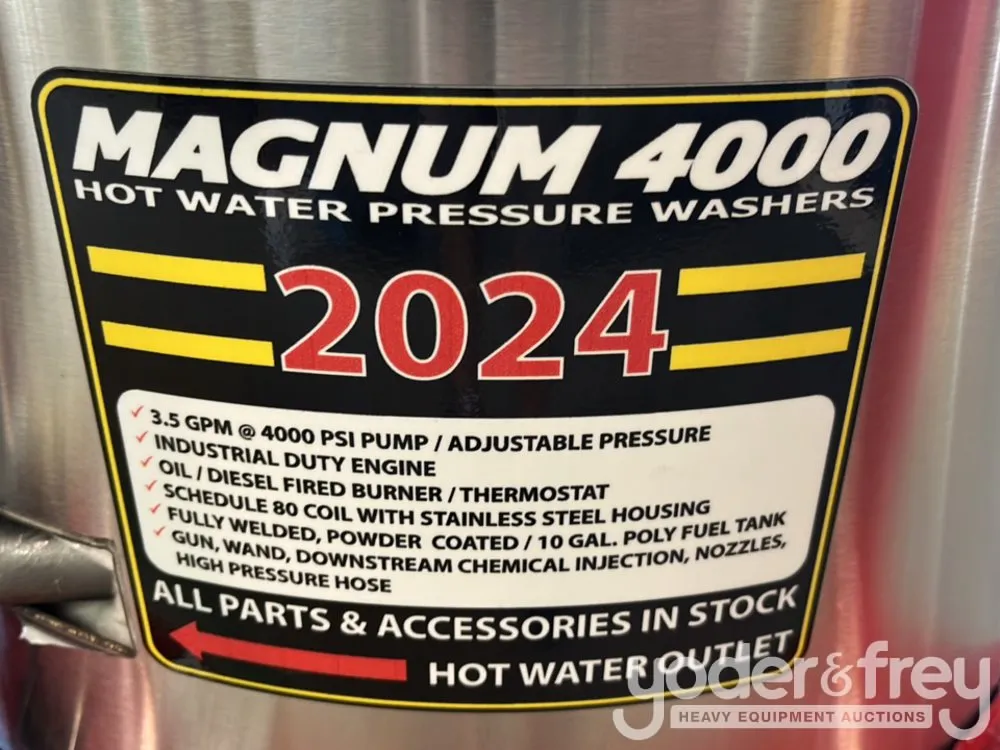 MAGNUM 4000
HOT WATER PRESSURE WASHERS
2024
✓ 3.5 GPM @ 4000 PSI PUMP / ADJUSTABLE PRESSURE
✓ INDUSTRIAL DUTY ENGINE
✓ OIL / DIESEL FIRED BURNER / THERMOSTAT
✓ SCHEDULE 80 COIL WITH STAINLESS STEEL HOUSING
✓ FULLY WELDED, POWDER COATED / 10 GAL. POLY FUEL TANK
✓ GUN, WAND, DOWNSTREAM CHEMICAL INJECTION, NOZZLES,
HIGH PRESSURE HOSE
ALL PARTS & ACCESSORIES IN STOCK
HOT WATER OUTLET
yoder&frey
HEAVY EQUIPMENT AUCTIONS